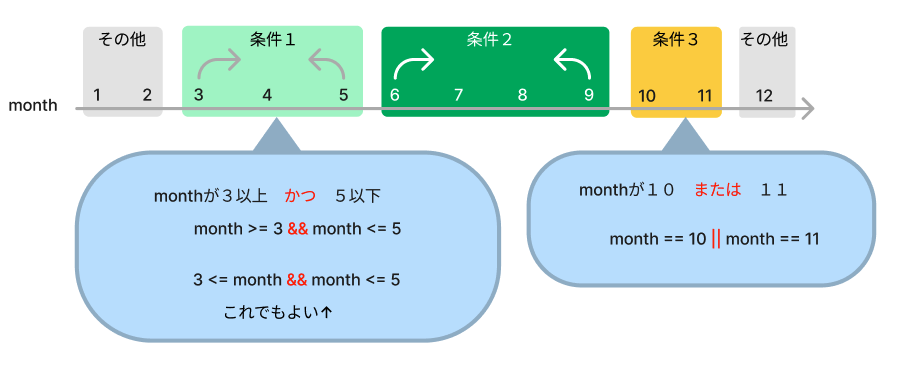 その他
条件１
条件２
条件３
その他
month
1 2 3 4 5 6 7 8 9 10 11 12
monthが３以上　かつ　５以下
month >= 3 && month <= 5
3 <= month && month <= 5
これでもよい↑
monthが１０　または　１１
month == 10 || month == 11